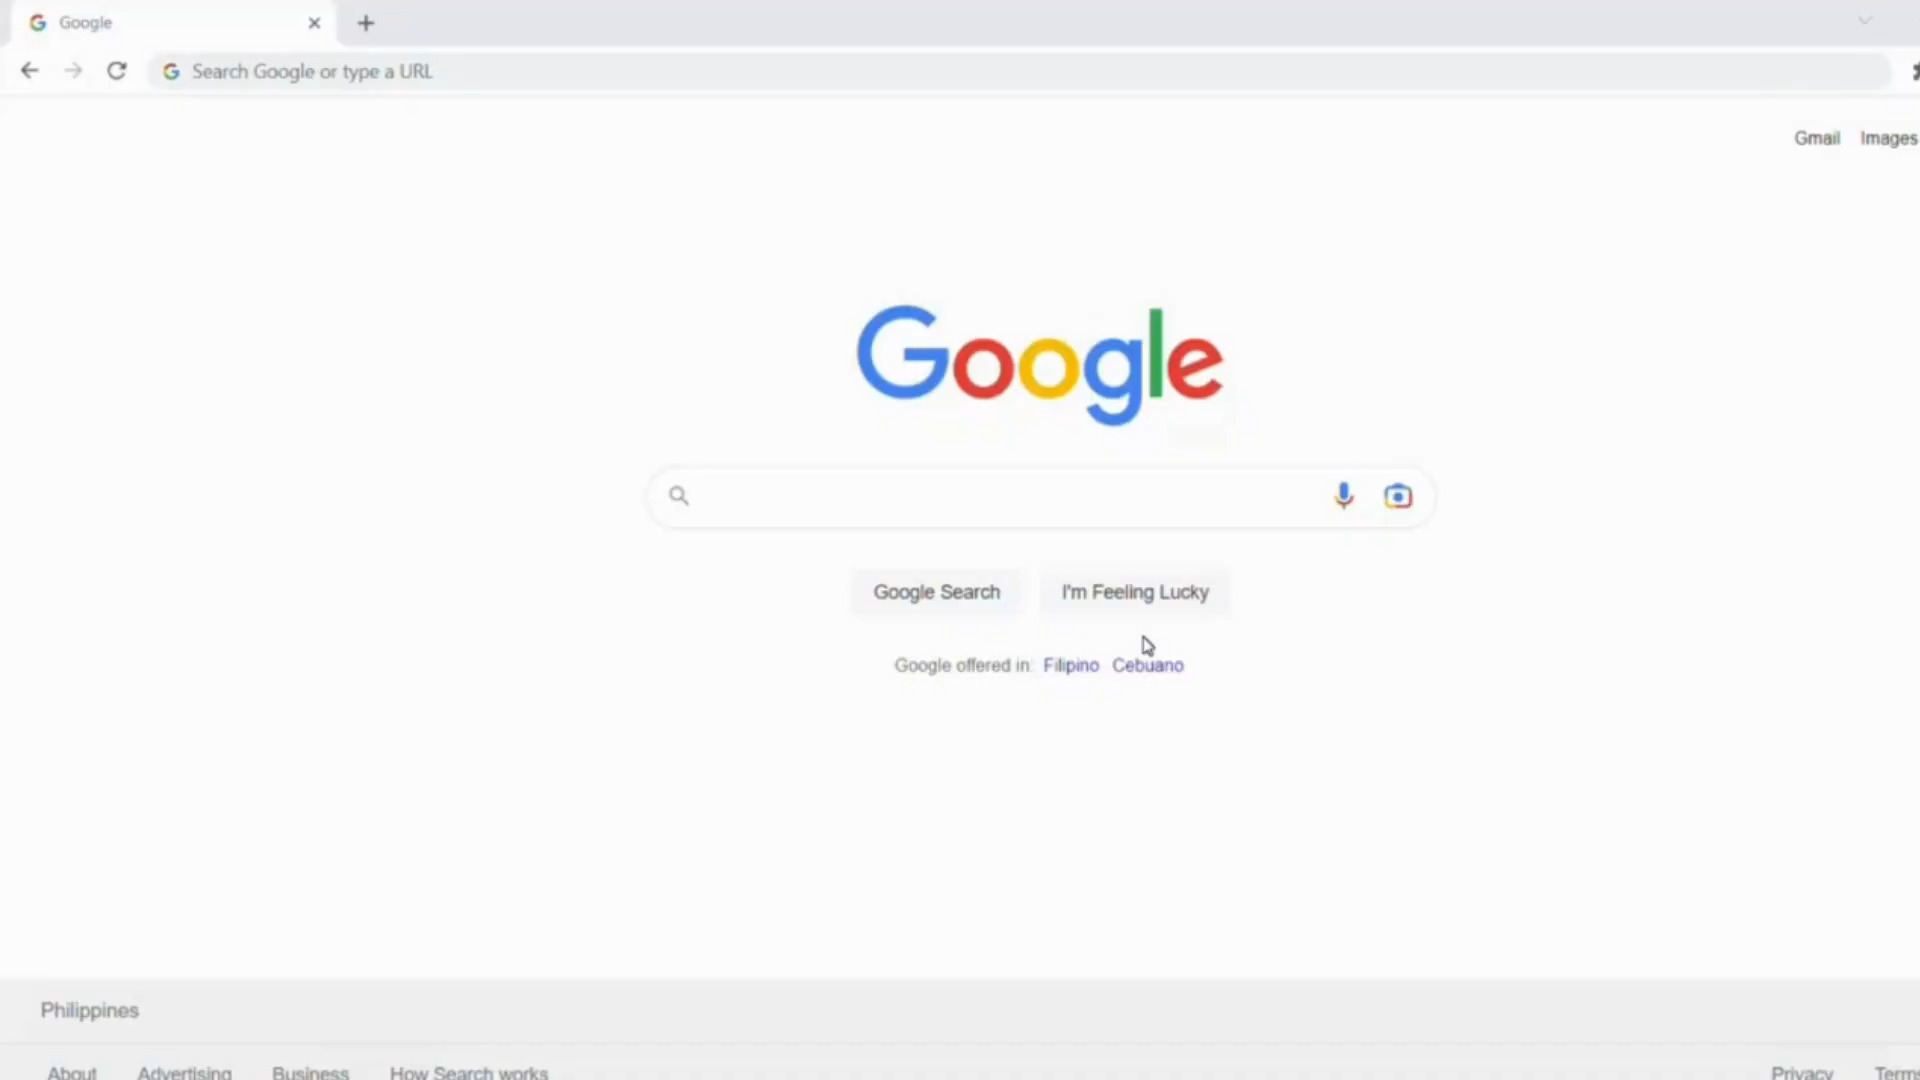 Google
Search Google or type a URL
Gmail Images
Google
Google Search I'm Feeling Lucky
Google offered in: Filipino Cebuano
Philippines
About Advertising Business How Search works
Privacy Terms